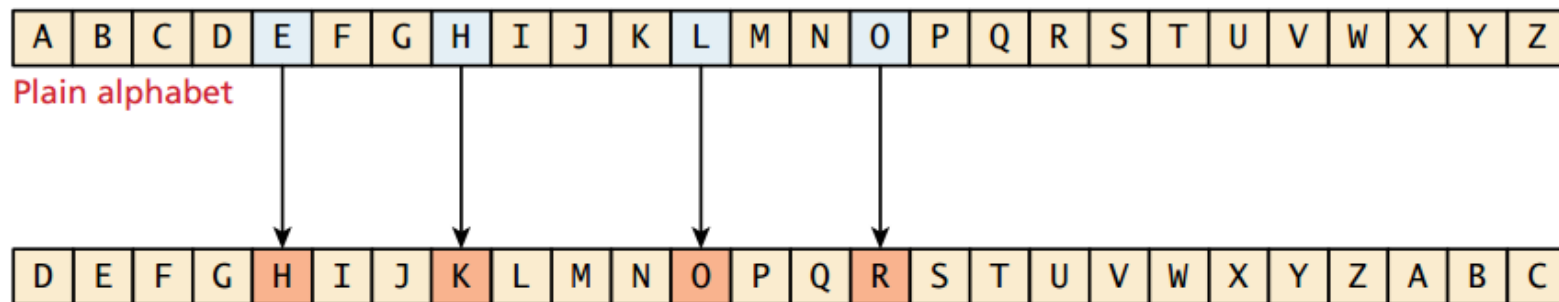 A B C D E F G H I J K L M N O P Q R S T U V W X Y Z
Plain alphabet
D E F G H I J K L M N O P Q R S T U V W X Y Z A B C